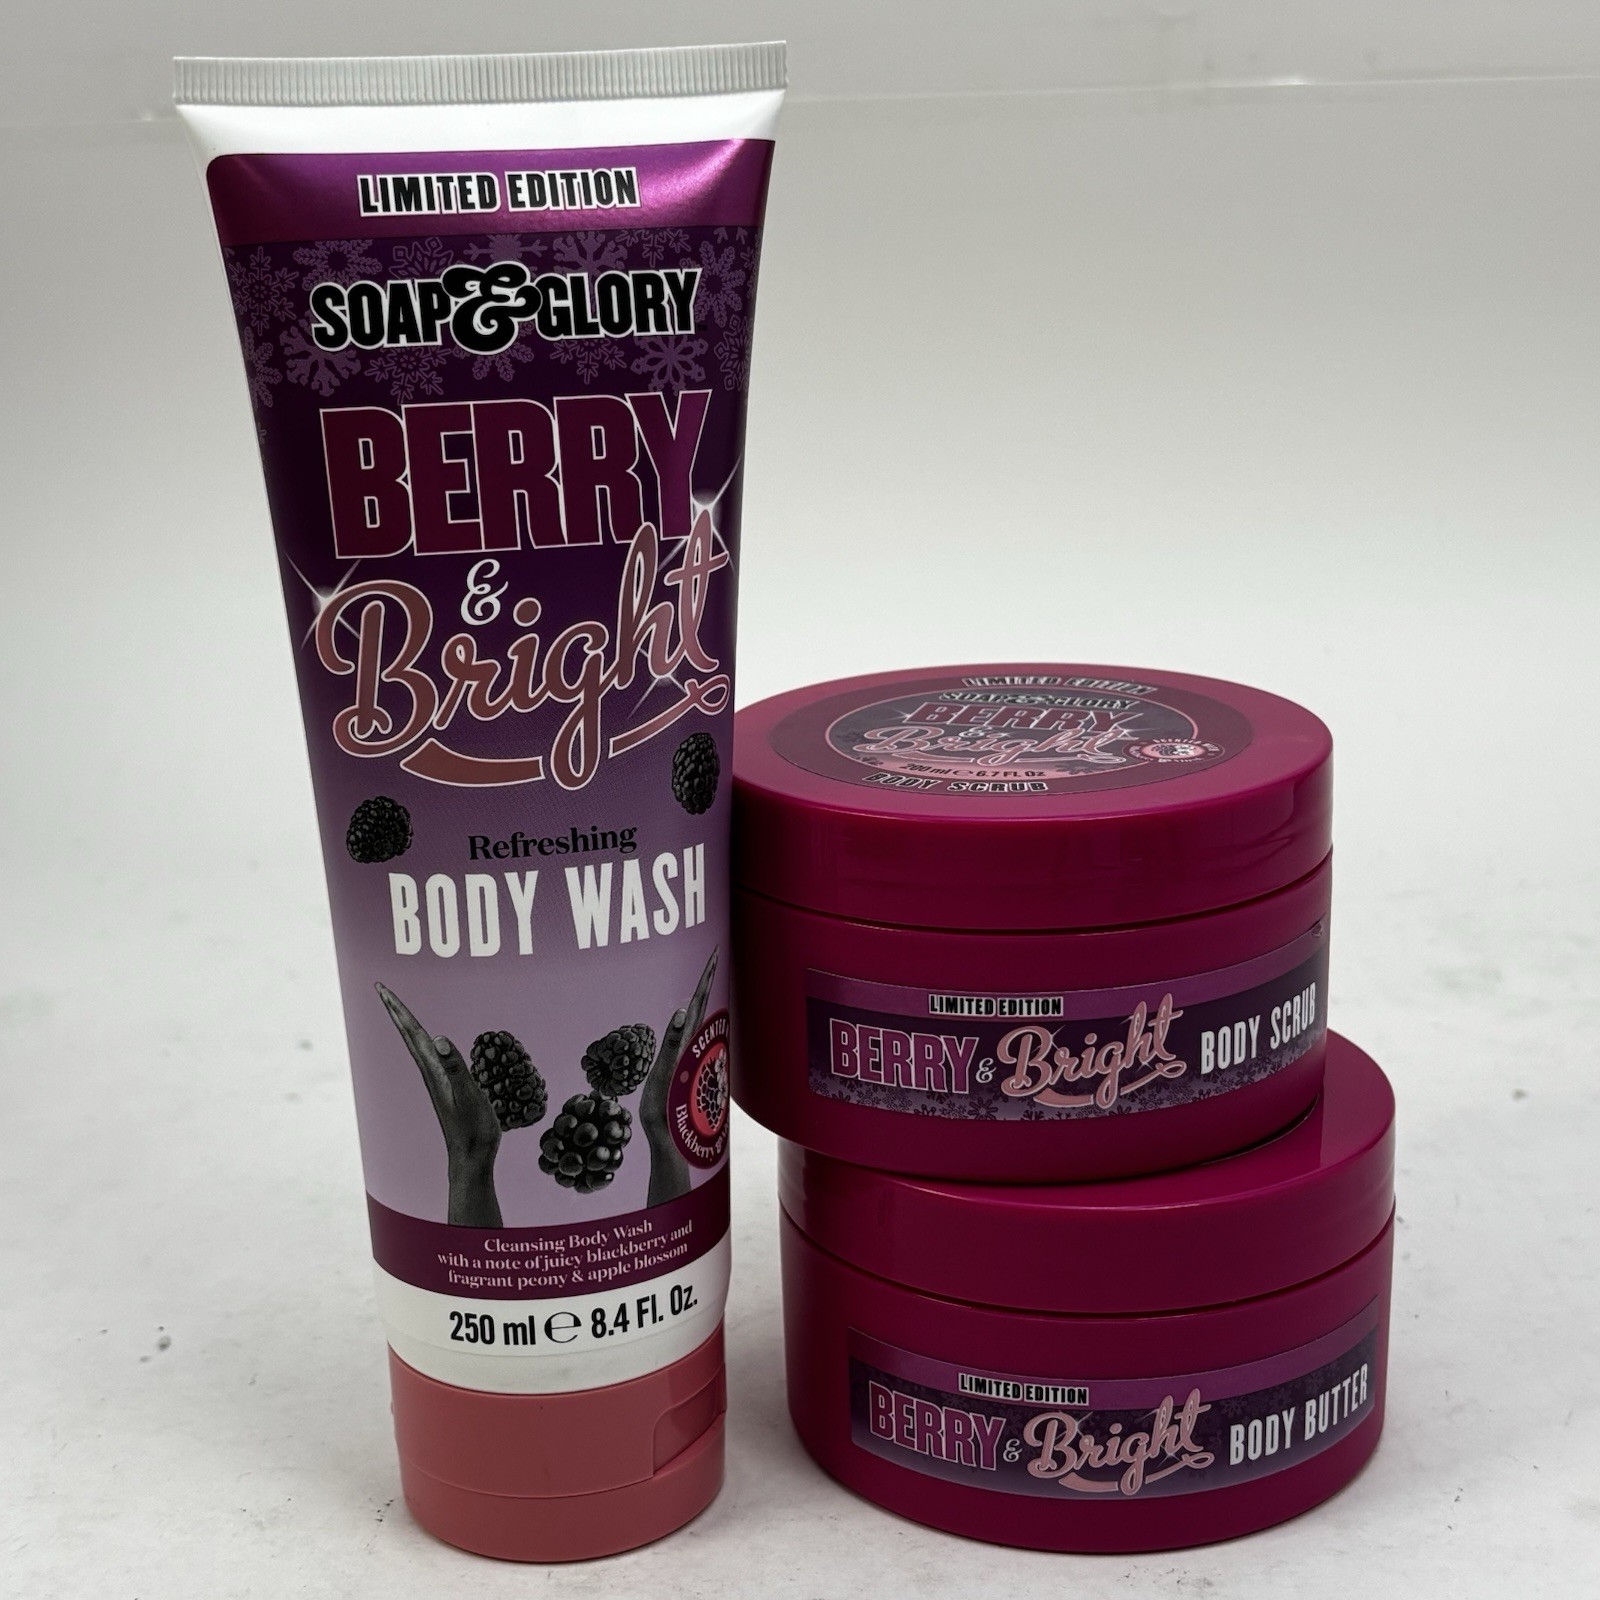 LIMITED EDITION
SOAP & GLORY
BERRY
&
Bright
Refreshing
BODY WASH
SCENTED
Blackberry
Cleansing Body Wash
with a note of juicy blackberry and
fragrant peony & apple blossom
250 ml ℮ 8.4 Fl. Oz.
LIMITED EDITION
SOAP & GLORY
BERRY
&
Bright
200 ml ℮ 6.7 FL Oz
BODY SCRUB
LIMITED EDITION
BERRY & Bright BODY SCRUB
LIMITED EDITION
BERRY & Bright BODY BUTTER